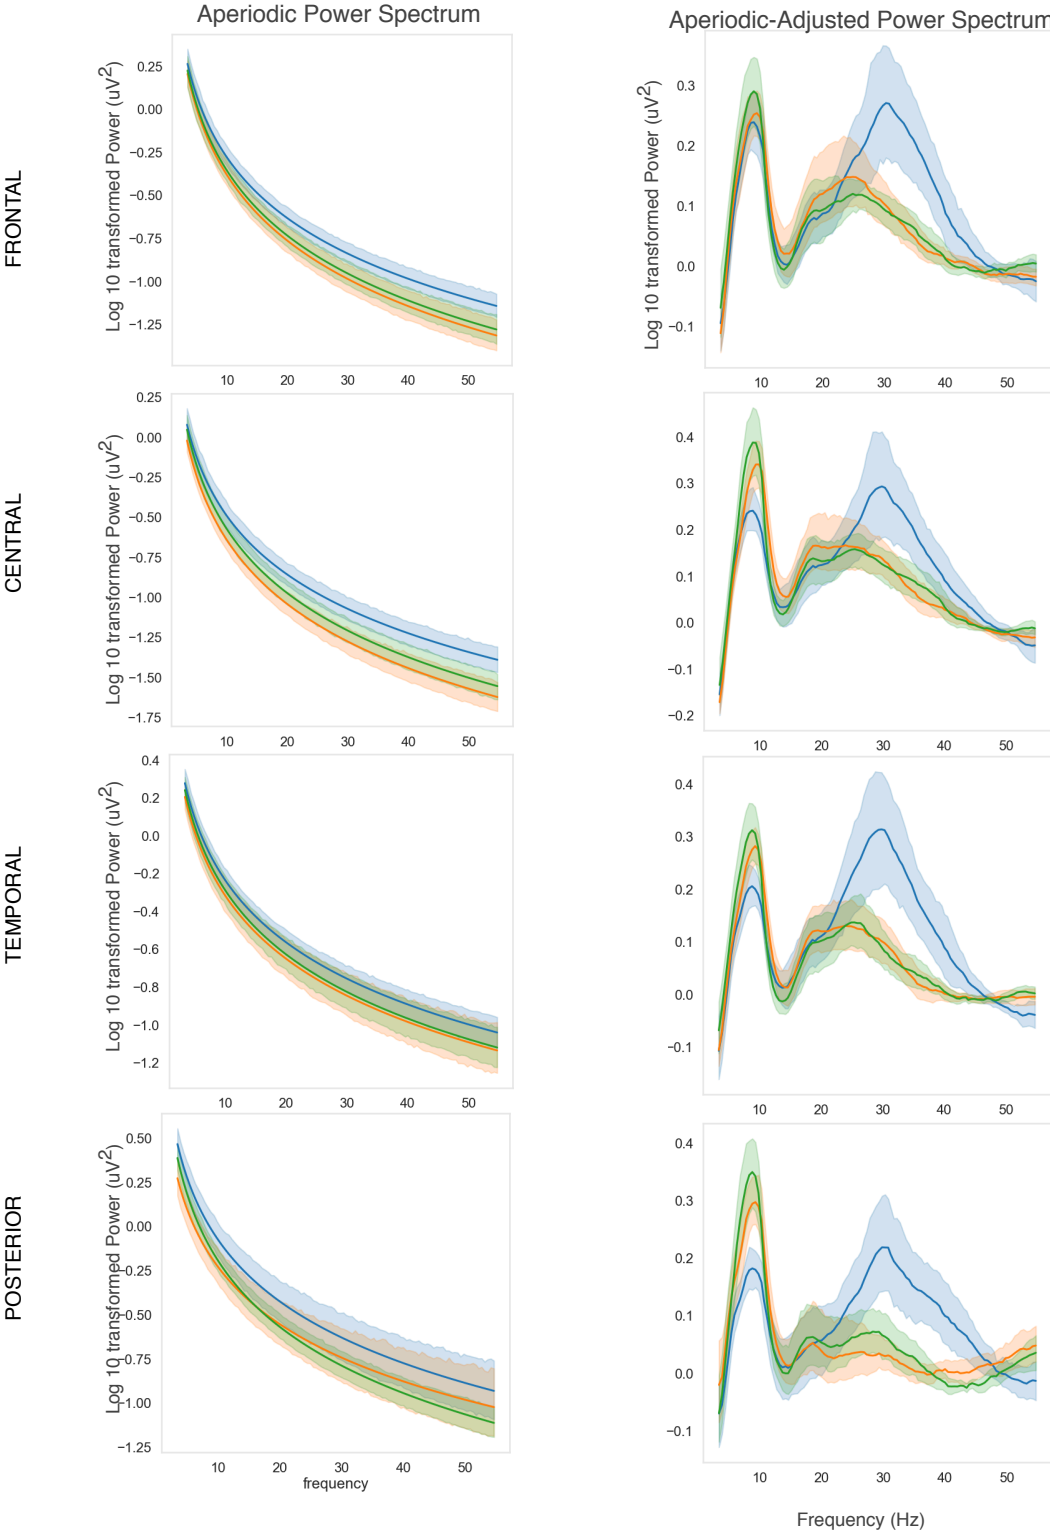 Aperiodic Power Spectrum
Aperiodic-Adjusted Power Spectrum
FRONTAL
Log 10 transformed Power (uV2)
0.25
0.00
−0.25
−0.50
−0.75
−1.00
−1.25
10 20 30 40 50
Log 10 transformed Power (uV2)
0.3
0.2
0.1
0.0
−0.1
10 20 30 40 50
CENTRAL
Log 10 transformed Power (uV2)
0.25
0.00
−0.25
−0.50
−0.75
−1.00
−1.25
−1.50
−1.75
10 20 30 40 50
0.4
0.3
0.2
0.1
0.0
−0.1
−0.2
10 20 30 40 50
TEMPORAL
Log 10 transformed Power (uV2)
0.4
0.2
0.0
−0.2
−0.4
−0.6
−0.8
−1.0
−1.2
10 20 30 40 50
0.4
0.3
0.2
0.1
0.0
−0.1
10 20 30 40 50
POSTERIOR
Log 10 transformed Power (uV2)
0.50
0.25
0.00
−0.25
−0.50
−0.75
−1.00
−1.25
10 20 30 40 50
frequency
0.4
0.3
0.2
0.1
0.0
−0.1
10 20 30 40 50
Frequency (Hz)